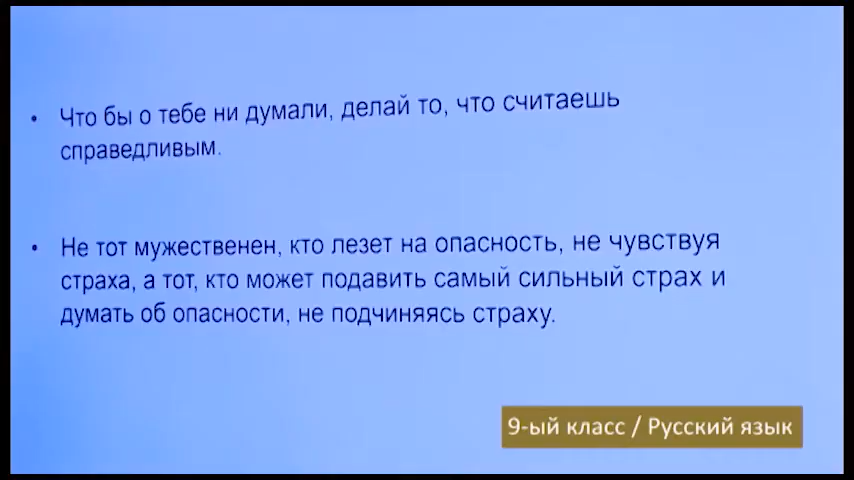 • Что бы о тебе ни думали, делай то, что считаешь
справедливым.
• Не тот мужественен, кто лезет на опасность, не чувствуя
страха, а тот, кто может подавить самый сильный страх и
думать об опасности, не подчиняясь страху.
9-ый класс / Русский язык